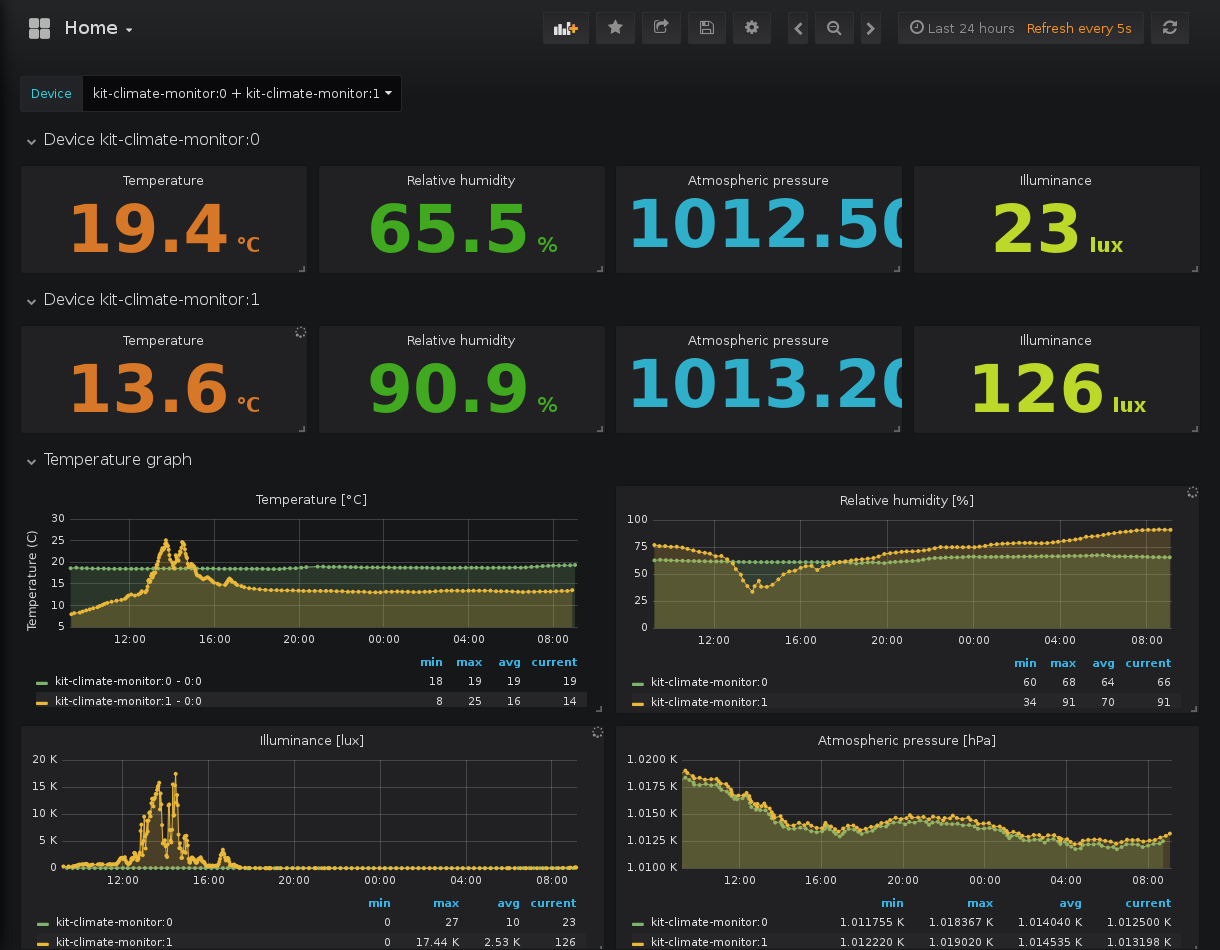 Home
Last 24 hours Refresh every 5s
Device kit-climate-monitor:0 + kit-climate-monitor:1
Device kit-climate-monitor:0
Temperature Relative humidity Atmospheric pressure Illuminance
19.4 °C 65.5 % 1012.50 23 lux
Device kit-climate-monitor:1
Temperature Relative humidity Atmospheric pressure Illuminance
13.6 °C 90.9 % 1013.20 126 lux
Temperature graph
Temperature [°C]
Temperature (C)
30
25
20
15
10
5
12:00 16:00 20:00 00:00 04:00 08:00
min max avg current
kit-climate-monitor:0 - 0:0 18 19 19 19
kit-climate-monitor:1 - 0:0 8 25 16 14
Relative humidity [%]
100
75
50
25
0
12:00 16:00 20:00 00:00 04:00 08:00
min max avg current
kit-climate-monitor:0 60 68 64 66
kit-climate-monitor:1 34 91 70 91
Illuminance [lux]
20 K
15 K
10 K
5 K
0
12:00 16:00 20:00 00:00 04:00 08:00
min max avg current
kit-climate-monitor:0 0 27 10 23
kit-climate-monitor:1 0 17.44 K 2.53 K 126
Atmospheric pressure [hPa]
1.0200 K
1.0175 K
1.0150 K
1.0125 K
1.0100 K
12:00 16:00 20:00 00:00 04:00 08:00
min max avg current
kit-climate-monitor:0 1.011755 K 1.018367 K 1.014040 K 1.012500 K
kit-climate-monitor:1 1.012220 K 1.019020 K 1.014535 K 1.013198 K